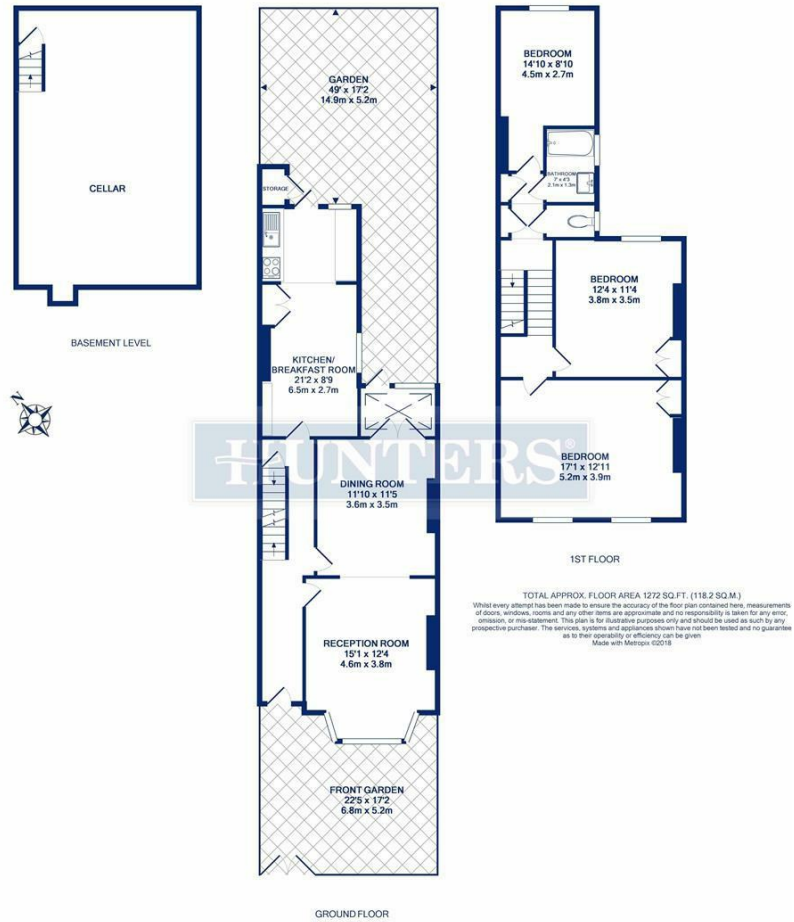 CELLAR
BASEMENT LEVEL
N
GARDEN
49' x 17'2
14.9m x 5.2m
STORAGE
KITCHEN/
BREAKFAST ROOM
21'2 x 8'9
6.5m x 2.7m
HUNTERS®
DINING ROOM
11'10 x 11'5
3.6m x 3.5m
RECEPTION ROOM
15'1 x 12'4
4.6m x 3.8m
FRONT GARDEN
22'5 x 17'2
6.8m x 5.2m
GROUND FLOOR
BEDROOM
14'10 x 8'10
4.5m x 2.7m
BATHROOM
7' x 4'3
2.1m x 1.3m
BEDROOM
12'4 x 11'4
3.8m x 3.5m
BEDROOM
17'1 x 12'11
5.2m x 3.9m
1ST FLOOR
TOTAL APPROX. FLOOR AREA 1272 SQ.FT. (118.2 SQ.M.)
Whilst every attempt has been made to ensure the accuracy of the floor plan contained here, measurements
of doors, windows, rooms and any other items are approximate and no responsibility is taken for any error,
omission, or mis-statement. This plan is for illustrative purposes only and should be used as such by any
prospective purchaser. The services, systems and appliances shown have not been tested and no guarantee
as to their operability or efficiency can be given
Made with Metropix ©2018